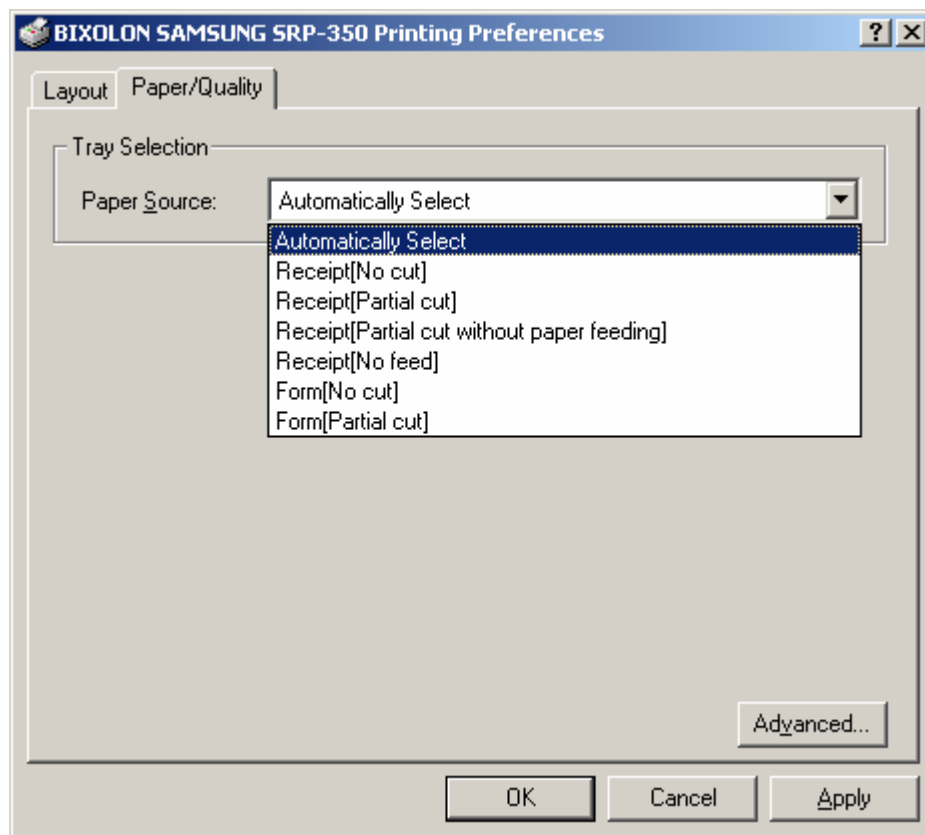 BIXOLON SAMSUNG SRP-350 Printing Preferences
Layout
Paper/Quality
Tray Selection
Paper Source:
Automatically Select
Automatically Select
Receipt[No cut]
Receipt[Partial cut]
Receipt[Partial cut without paper feeding]
Receipt[No feed]
Form[No cut]
Form[Partial cut]
Advanced...
OK
Cancel
Apply